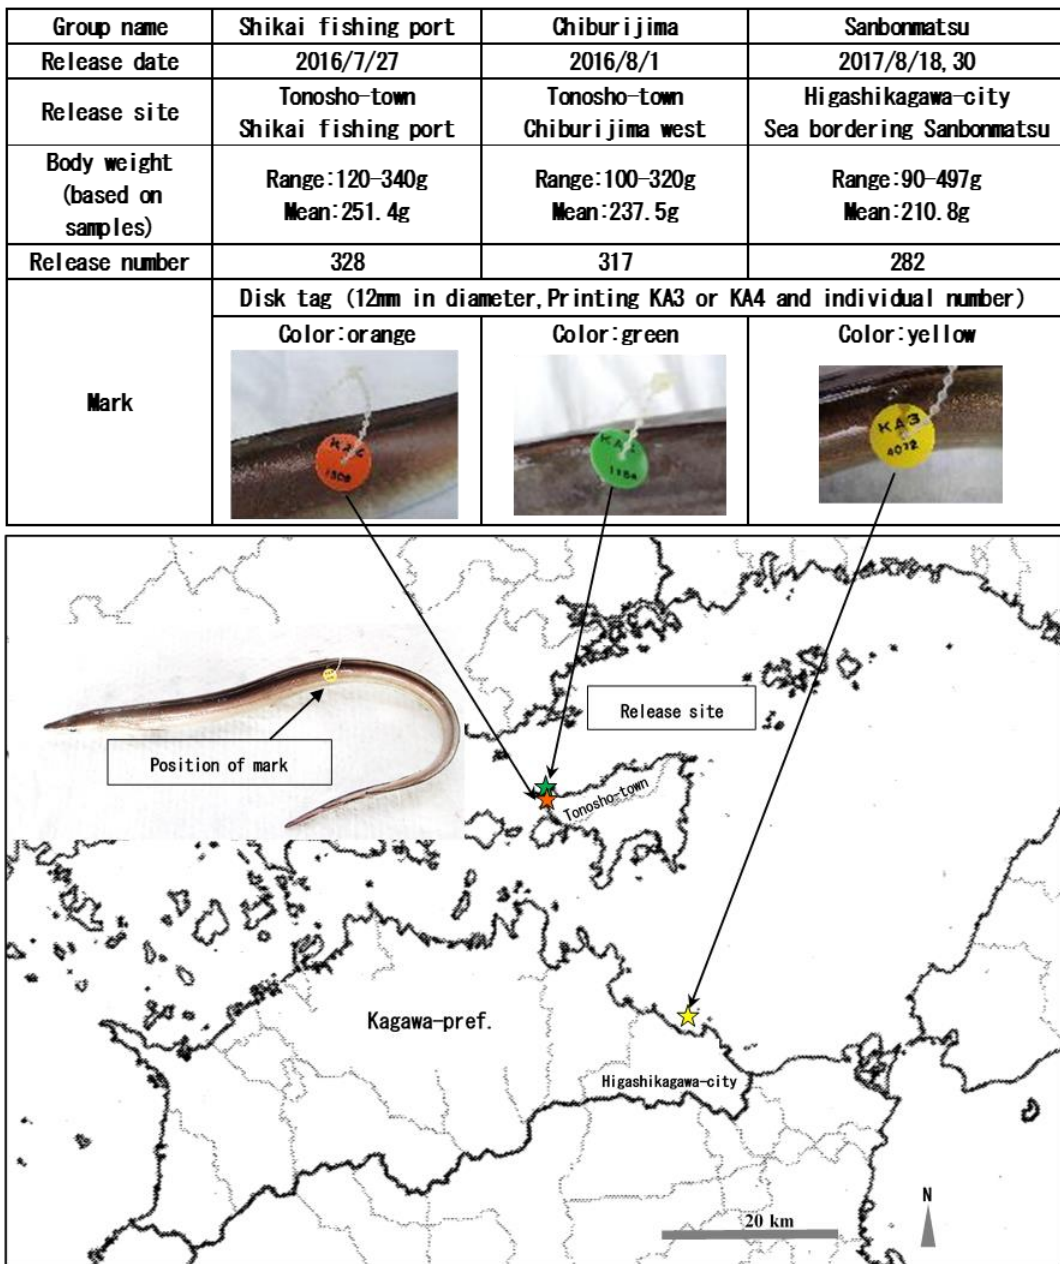 Group name Shikai fishing port Chiburijima Sanbonmatsu
Release date 2016/7/27 2016/8/1 2017/8/18,30
Release site Tonosho-town Shikai fishing port Tonosho-town Chiburijima west Higashikagawa-city Sea bordering Sanbonmatsu
Body weight (based on samples) Range:120-340g Mean:251.4g Range:100-320g Mean:237.5g Range:90-497g Mean:210.8g
Release number 328 317 282
Mark
Disk tag (12mm in diameter,Printing KA3 or KA4 and individual number)
Color:orange Color:green Color:yellow
KA3
4072
Release site
Position of mark
Tonosho-town
Kagawa-pref.
Higashikagawa-city
N
20 km